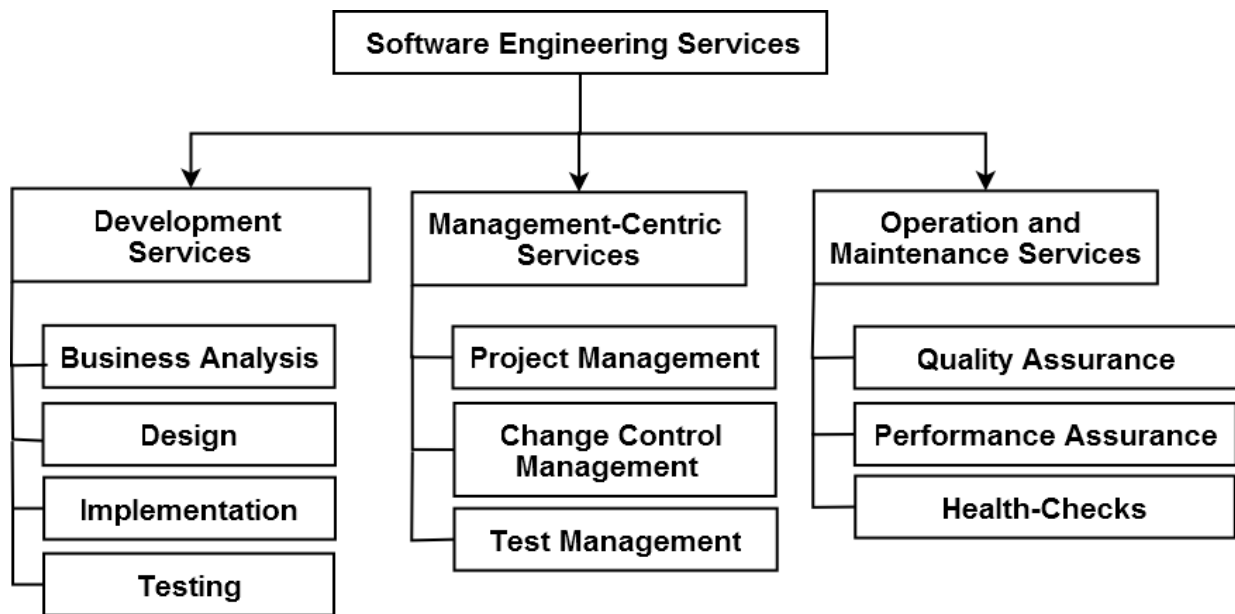 Software Engineering Services
Development
Services
Business Analysis
Design
Implementation
Testing
Management-Centric
Services
Project Management
Change Control
Management
Test Management
Operation and
Maintenance Services
Quality Assurance
Performance Assurance
Health-Checks